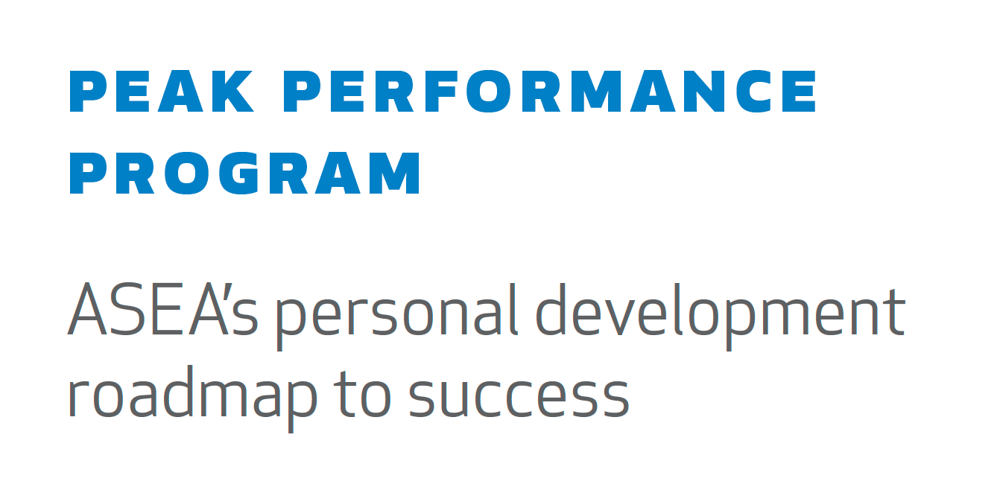 PEAK PERFORMANCE
PROGRAM
ASEA’s personal development
roadmap to success